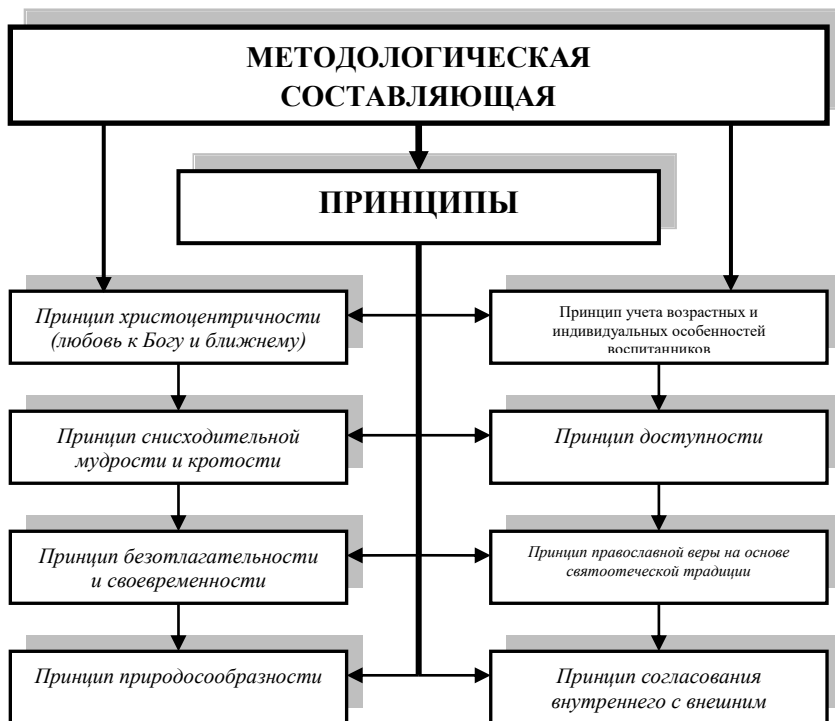 МЕТОДОЛОГИЧЕСКАЯ
СОСТАВЛЯЮЩАЯ
ПРИНЦИПЫ
Принцип христоцентричности
(любовь к Богу и ближнему)
Принцип учета возрастных и
индивидуальных особенностей
воспитанников
Принцип снисходительной
мудрости и кротости
Принцип доступности
Принцип безотлагательности
и своевременности
Принцип православной веры на основе
святоотеческой традиции
Принцип природосообразности
Принцип согласования
внутреннего с внешним